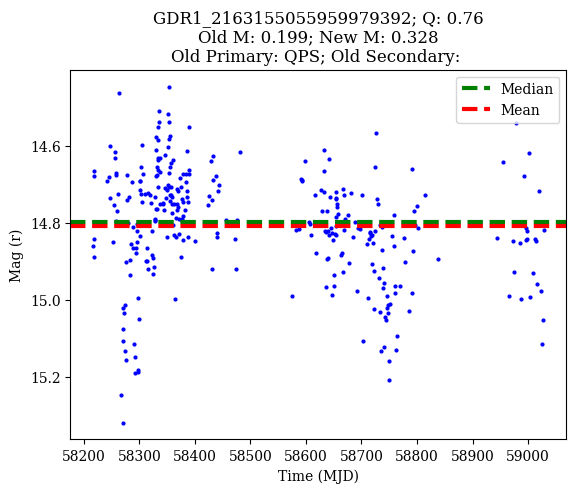 GDR1_2163155055959979392; Q: 0.76
Old M: 0.199; New M: 0.328
Old Primary: QPS; Old Secondary:
Median
Mean
14.6
14.8
15.0
15.2
Mag (r)
58200 58300 58400 58500 58600 58700 58800 58900 59000
Time (MJD)